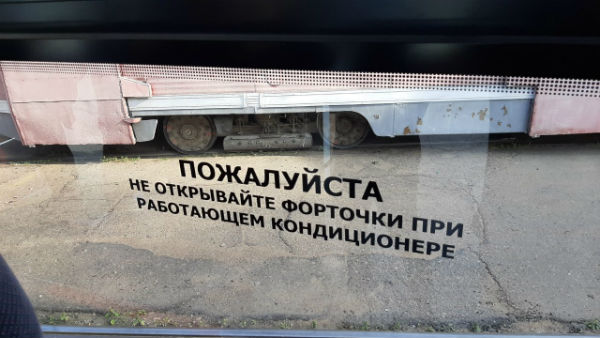 ПОЖАЛУЙСТА
НЕ ОТКРЫВАЙТЕ ФОРТОЧКИ ПРИ
РАБОТАЮЩЕМ КОНДИЦИОНЕРЕ